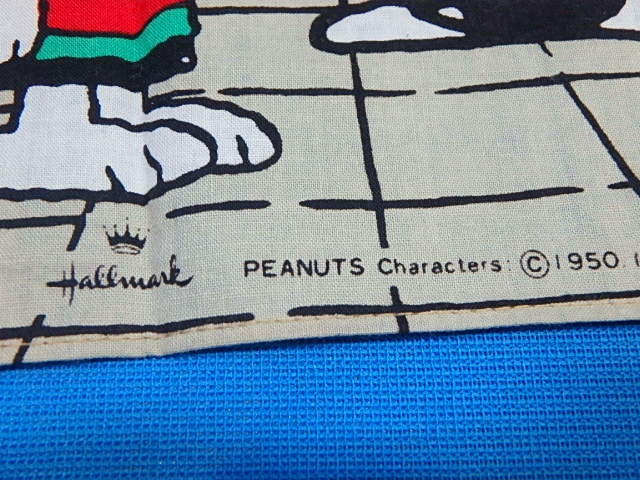 Hallmark
PEANUTS Characters: © 1950.